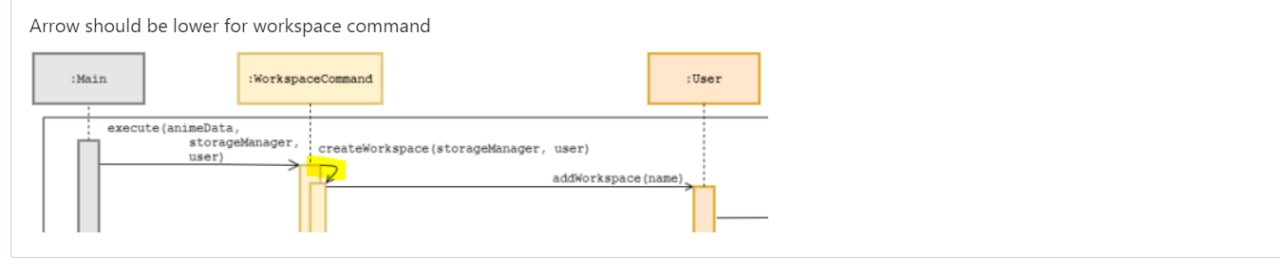 Arrow should be lower for workspace command
:Main
:WorkspaceCommand
:User
execute(animeData,
storageManager,
user)
createWorkspace(storageManager, user)
addWorkspace(name)